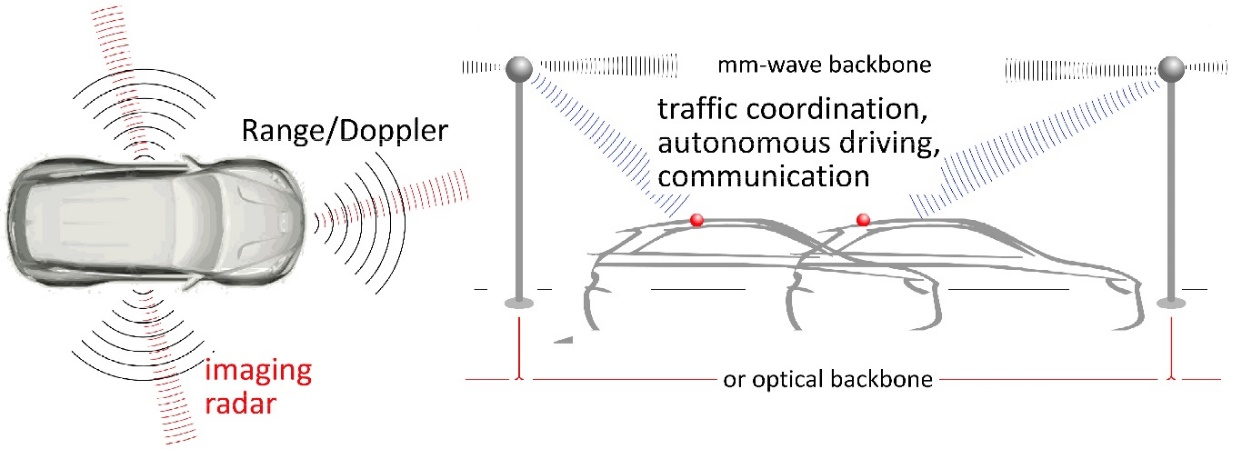 Range/Doppler
imaging
radar
mm-wave backbone
traffic coordination,
autonomous driving,
communication
or optical backbone